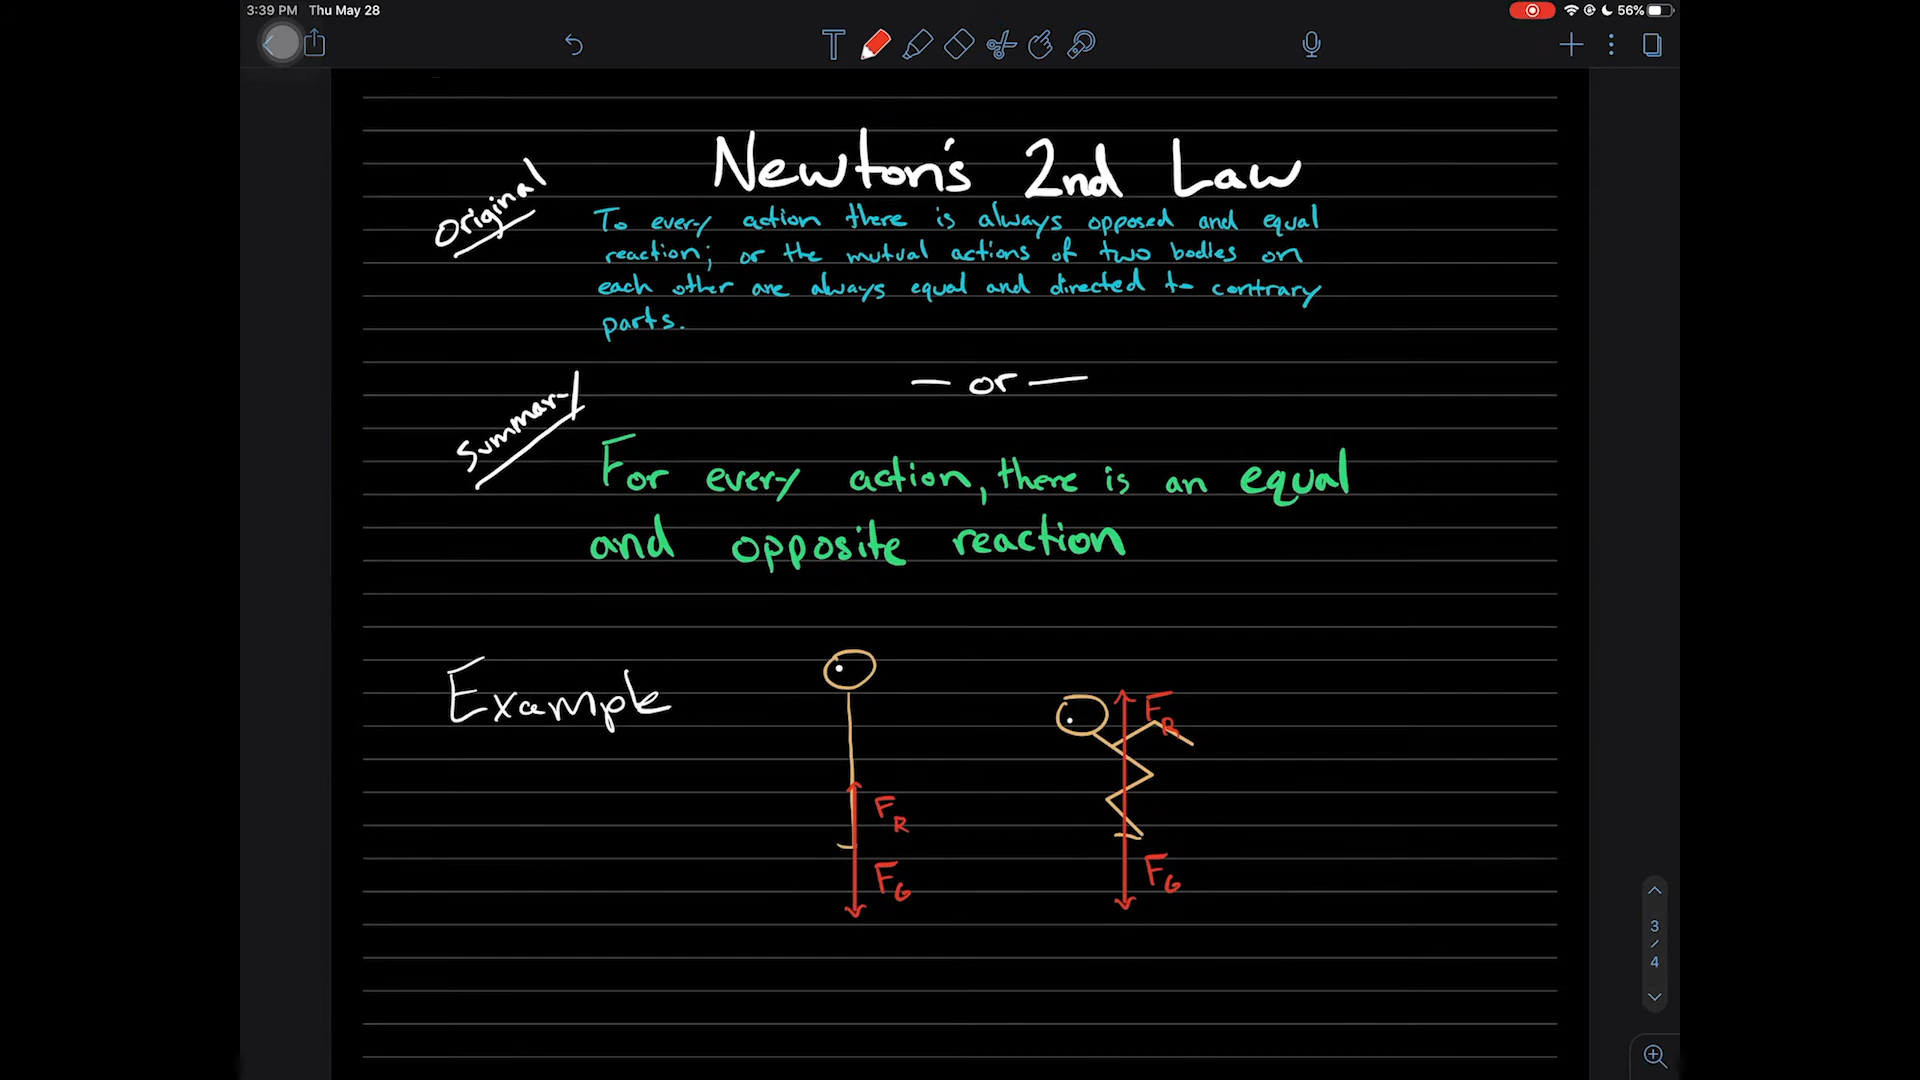 3:39 PM Thu May 28
56%
T
Newton's 2nd Law
Original
To every action there is always opposed and equal
reaction; or the mutual actions of two bodies on
each other are always equal and directed to contrary
parts.
— or —
Summary
For every action, there is an equal
and opposite reaction
Example
FR
FR
FG
FG
3
/
4